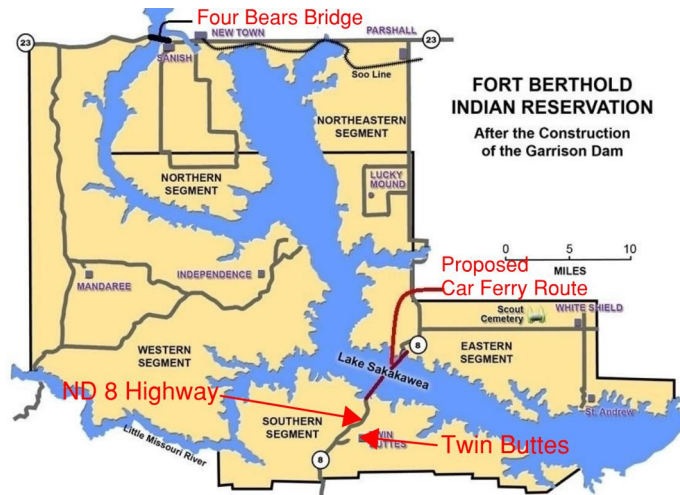 Four Bears Bridge
23
NEW TOWN
SANISH
PARSHALL
23
Soo Line
FORT BERTHOLD
INDIAN RESERVATION
After the Construction
of the Garrison Dam
NORTHEASTERN
SEGMENT
NORTHERN
SEGMENT
LUCKY
MOUND
0 5 10
MILES
MANDAREE
INDEPENDENCE
Proposed
Car Ferry Route
Scout
Cemetery
WHITE SHIELD
8
EASTERN
SEGMENT
WESTERN
SEGMENT
Lake Sakakawea
ND 8 Highway
St. Andrew
SOUTHERN
SEGMENT
Little Missouri River
Twin Buttes
8